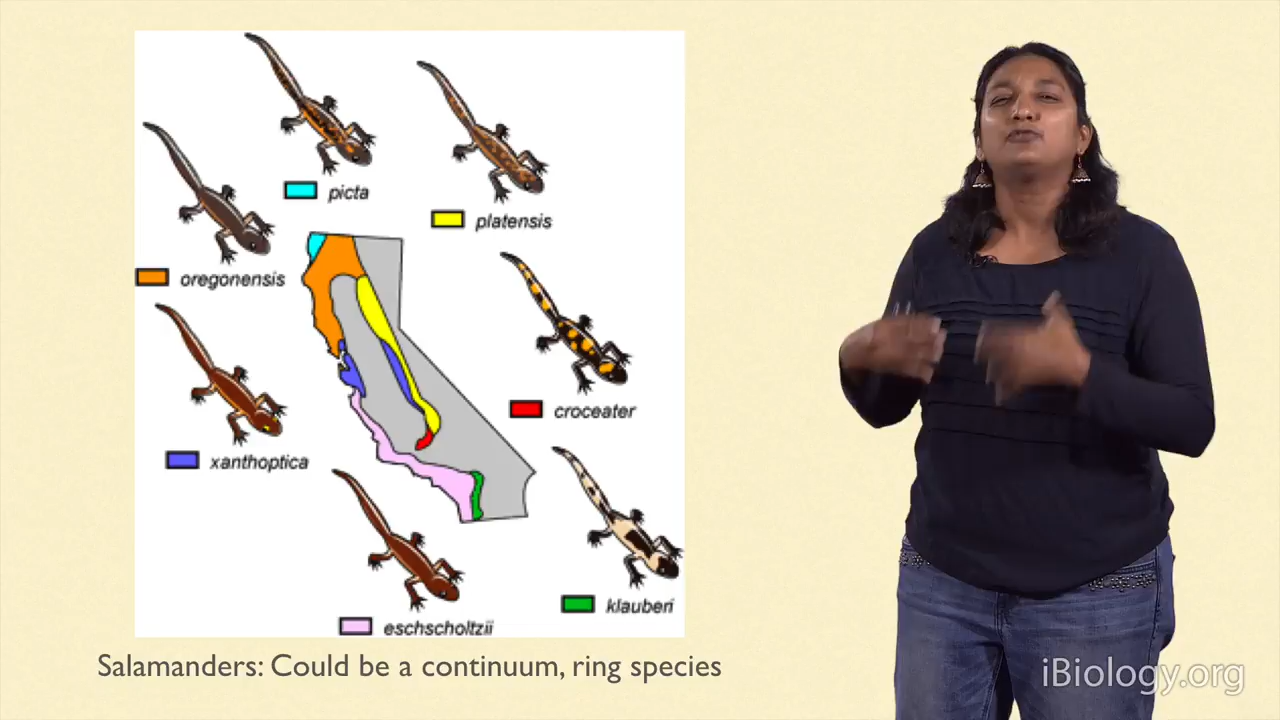 picta
platensis
oregonensis
croceater
xanthoptica
klauberi
eschscholtzii
Salamanders: Could be a continuum, ring species
iBiology.org